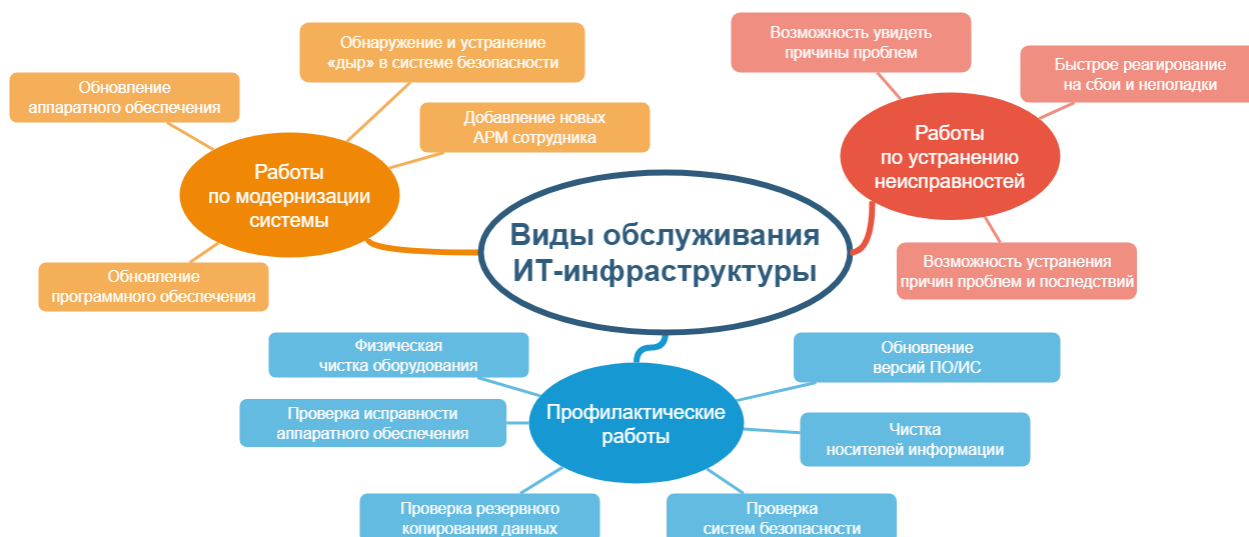 Обнаружение и устранение
«дыр» в системе безопасности
Обновление
аппаратного обеспечения
Добавление новых
АРМ сотрудника
Работы
по модернизации
системы
Обновление
программного обеспечения
Возможность увидеть
причины проблем
Быстрое реагирование
на сбои и неполадки
Работы
по устранению
неисправностей
Возможность устранения
причин проблем и последствий
Виды обслуживания
ИТ-инфраструктуры
Физическая
чистка оборудования
Обновление
версий ПО/ИС
Профилактические
работы
Проверка исправности
аппаратного обеспечения
Чистка
носителей информации
Проверка резервного
копирования данных
Проверка
систем безопасности